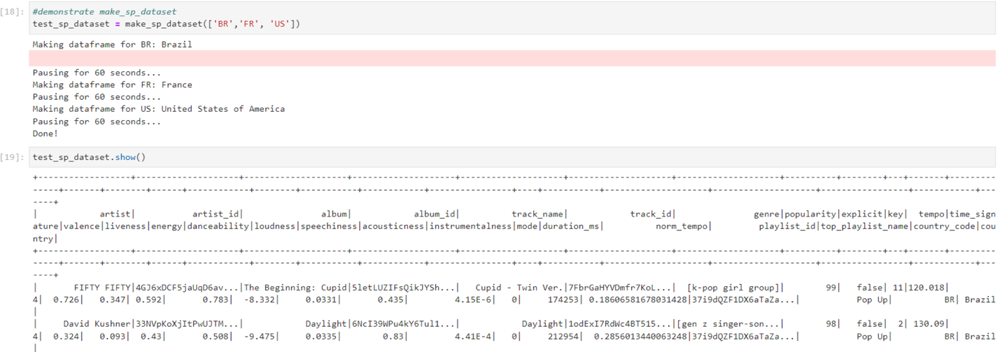 [18]: #demonstrate make_sp_dataset
test_sp_dataset = make_sp_dataset(['BR','FR', 'US'])
Making dataframe for BR: Brazil
Pausing for 60 seconds...
Making dataframe for FR: France
Pausing for 60 seconds...
Making dataframe for US: United States of America
Pausing for 60 seconds...
Done!
[19]: test_sp_dataset.show()
+-----------------+--------------------+--------------------+--------------------+--------------------+--------------------+--------------------+----------+--------+---+-------+---------
-----+-------+--------+------+------------+--------+-----------+------------+----------------+----+-----------+--------------------+--------------------+-----------------+------------+---
----+
| artist| artist_id| album| album_id| track_name| track_id| genre|popularity|explicit|key| tempo|time_sign
ature|valence|liveness|energy|danceability|loudness|speechiness|acousticness|instrumentalness|mode|duration_ms| norm_tempo| playlist_id|top_playlist_name|country_code|cou
ntry|
+-----------------+--------------------+--------------------+--------------------+--------------------+--------------------+--------------------+----------+--------+---+-------+---------
-----+-------+--------+------+------------+--------+-----------+------------+----------------+----+-----------+--------------------+--------------------+-----------------+------------+---
----+
| FIFTY FIFTY|4GJ6xDCF5jaUqD6av...|The Beginning: Cupid|5letLUZIFsQikJYSh...| Cupid - Twin Ver.|7FbrGaHYVDmfr7KoL...| [k-pop girl group]| 99| false| 11|120.018|
4| 0.726| 0.347| 0.592| 0.783| -8.332| 0.0331| 0.435| 4.15E-6| 0| 174253| 0.18606581678031428|37i9dQZF1DX6aTaZa...| Pop Up| BR| Brazil
|
| David Kushner|33NVpKoXjItPwUJTM...| Daylight|6NcI39WPu4kY6Tul1...| Daylight|1odExI7RdWc4BT515...|[gen z singer-son...| 98| false| 2| 130.09|
4| 0.324| 0.093| 0.43| 0.508| -9.475| 0.0335| 0.83| 4.41E-4| 0| 212954| 0.2856013440063248|37i9dQZF1DX6aTaZa...| Pop Up| BR| Brazil
|